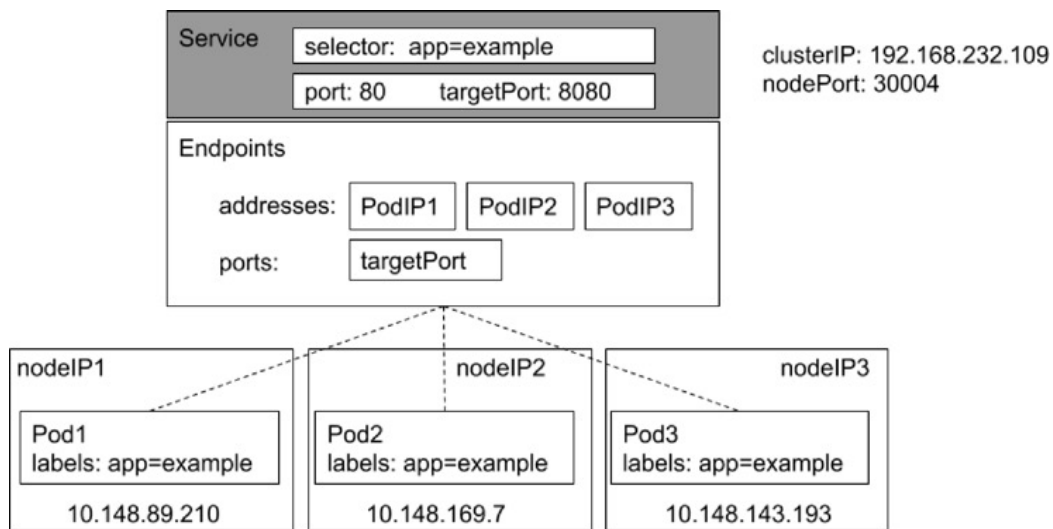 Service
selector: app=example
port: 80 targetPort: 8080
clusterIP: 192.168.232.109
nodePort: 30004
Endpoints
addresses: PodIP1 PodIP2 PodIP3
ports: targetPort
nodeIP1
Pod1
labels: app=example
10.148.89.210
nodeIP2
Pod2
labels: app=example
10.148.169.7
nodeIP3
Pod3
labels: app=example
10.148.143.193